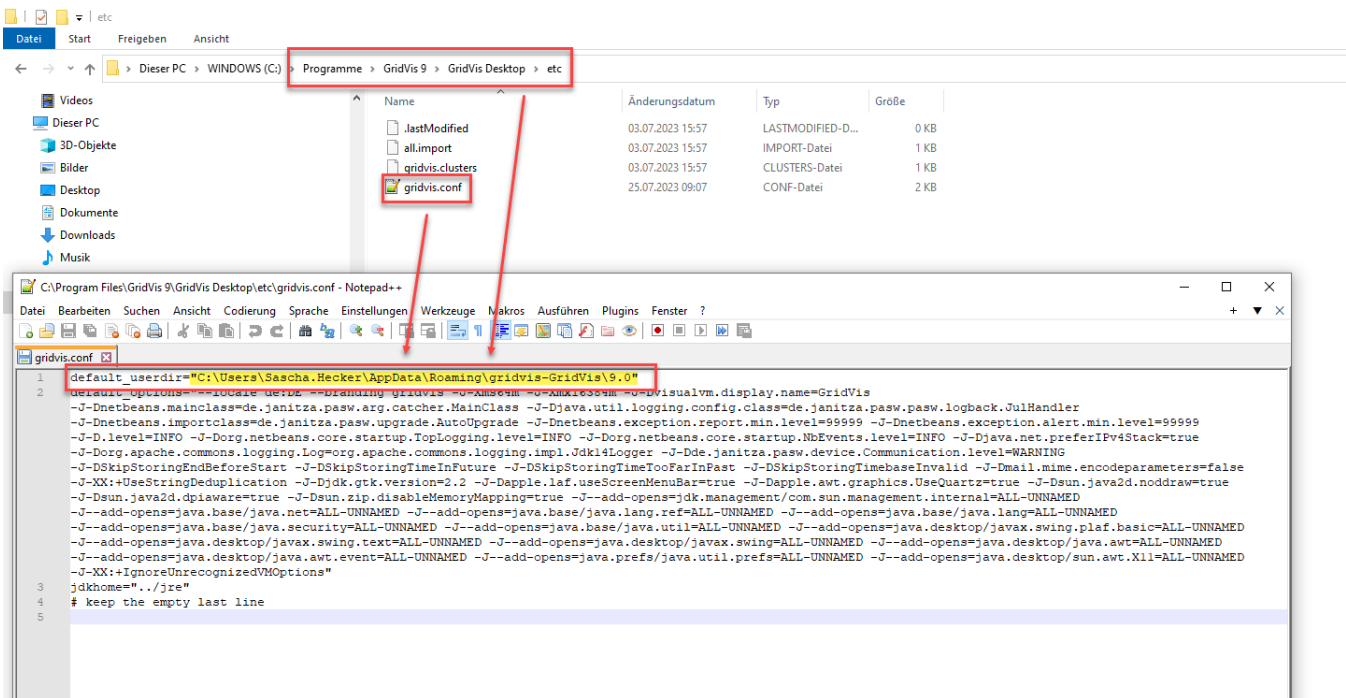 etc
Datei Start Freigeben Ansicht
Dieser PC > WINDOWS (C:) > Programme > GridVis 9 > GridVis Desktop > etc
Videos
Dieser PC
3D-Objekte
Bilder
Desktop
Dokumente
Downloads
Musik
Name Änderungsdatum Typ Größe
.lastModified 03.07.2023 15:57 LASTMODIFIED-D... 0 KB
all.import 03.07.2023 15:57 IMPORT-Datei 1 KB
gridvis.clusters 03.07.2023 15:57 CLUSTERS-Datei 1 KB
gridvis.conf 25.07.2023 09:07 CONF-Datei 2 KB
C:\Program Files\GridVis 9\GridVis Desktop\etc\gridvis.conf - Notepad++
Datei Bearbeiten Suchen Ansicht Codierung Sprache Einstellungen Werkzeuge Makros Ausführen Plugins Fenster ?
gridvis.conf
1 default_userdir="C:\Users\Sascha.Hecker\AppData\Roaming\gridvis-GridVis\9.0"
2 default_options="--locale de:DE --branding gridvis -J-Xms64m -J-Xmx16384m -J-Dvisualvm.display.name=GridVis
-J-Dnetbeans.mainclass=de.janitza.pasw.arg.catcher.MainClass -J-Djava.util.logging.config.class=de.janitza.pasw.pasw.logback.JulHandler
-J-Dnetbeans.importclass=de.janitza.pasw.upgrade.AutoUpgrade -J-Dnetbeans.exception.report.min.level=99999 -J-Dnetbeans.exception.alert.min.level=99999
-J-D.level=INFO -J-Dorg.netbeans.core.startup.TopLogging.level=INFO -J-Dorg.netbeans.core.startup.NbEvents.level=INFO -J-Djava.net.preferIPv4Stack=true
-J-Dorg.apache.commons.logging.Log=org.apache.commons.logging.impl.Jdk14Logger -J-Dde.janitza.pasw.device.Communication.level=WARNING
-J-DSkipStoringEndBeforeStart -J-DSkipStoringTimeInFuture -J-DSkipStoringTimeTooFarInPast -J-DSkipStoringTimebaseInvalid -J-Dmail.mime.encodeparameters=false
-J-XX:+UseStringDeduplication -J-Djdk.gtk.version=2.2 -J-Dapple.laf.useScreenMenuBar=true -J-Dapple.awt.graphics.UseQuartz=true -J-Dsun.java2d.noddraw=true
-J-Dsun.java2d.dpiaware=true -J-Dsun.zip.disableMemoryMapping=true -J--add-opens=jdk.management/com.sun.management.internal=ALL-UNNAMED
-J--add-opens=java.base/java.net=ALL-UNNAMED -J--add-opens=java.base/java.lang.ref=ALL-UNNAMED -J--add-opens=java.base/java.lang=ALL-UNNAMED
-J--add-opens=java.base/java.security=ALL-UNNAMED -J--add-opens=java.base/java.util=ALL-UNNAMED -J--add-opens=java.desktop/javax.swing.plaf.basic=ALL-UNNAMED
-J--add-opens=java.desktop/javax.swing.text=ALL-UNNAMED -J--add-opens=java.desktop/javax.swing=ALL-UNNAMED -J--add-opens=java.desktop/java.awt=ALL-UNNAMED
-J--add-opens=java.desktop/java.awt.event=ALL-UNNAMED -J--add-opens=java.prefs/java.util.prefs=ALL-UNNAMED -J--add-opens=java.desktop/sun.awt.X11=ALL-UNNAMED
-J-XX:+IgnoreUnrecognizedVMOptions"
3 jdkhome="../jre"
4 # keep the empty last line
5